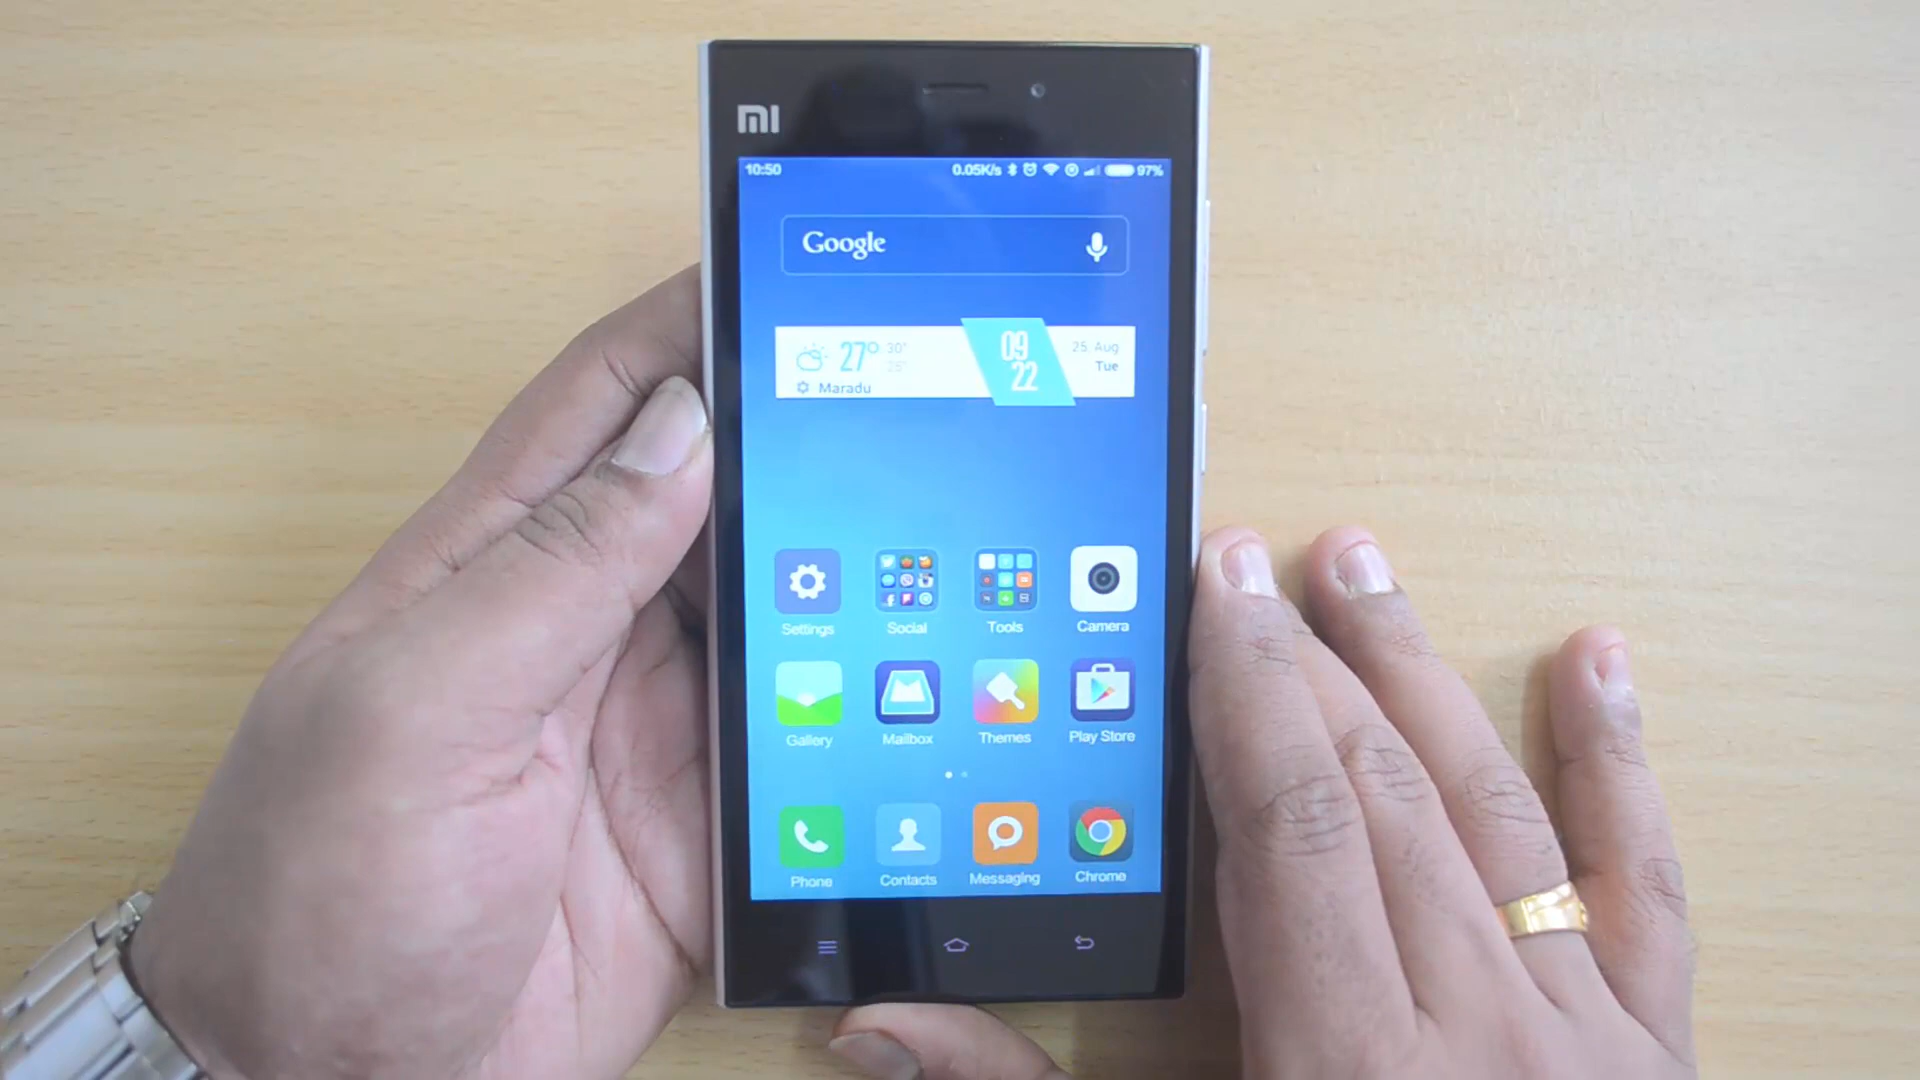 mi
10:50 0.05K/s 97%
Google
27° 30° 25°
Maradu
09
22
25. Aug
Tue
Settings Social Tools Camera
Gallery Mailbox Themes Play Store
Phone Contacts Messaging Chrome